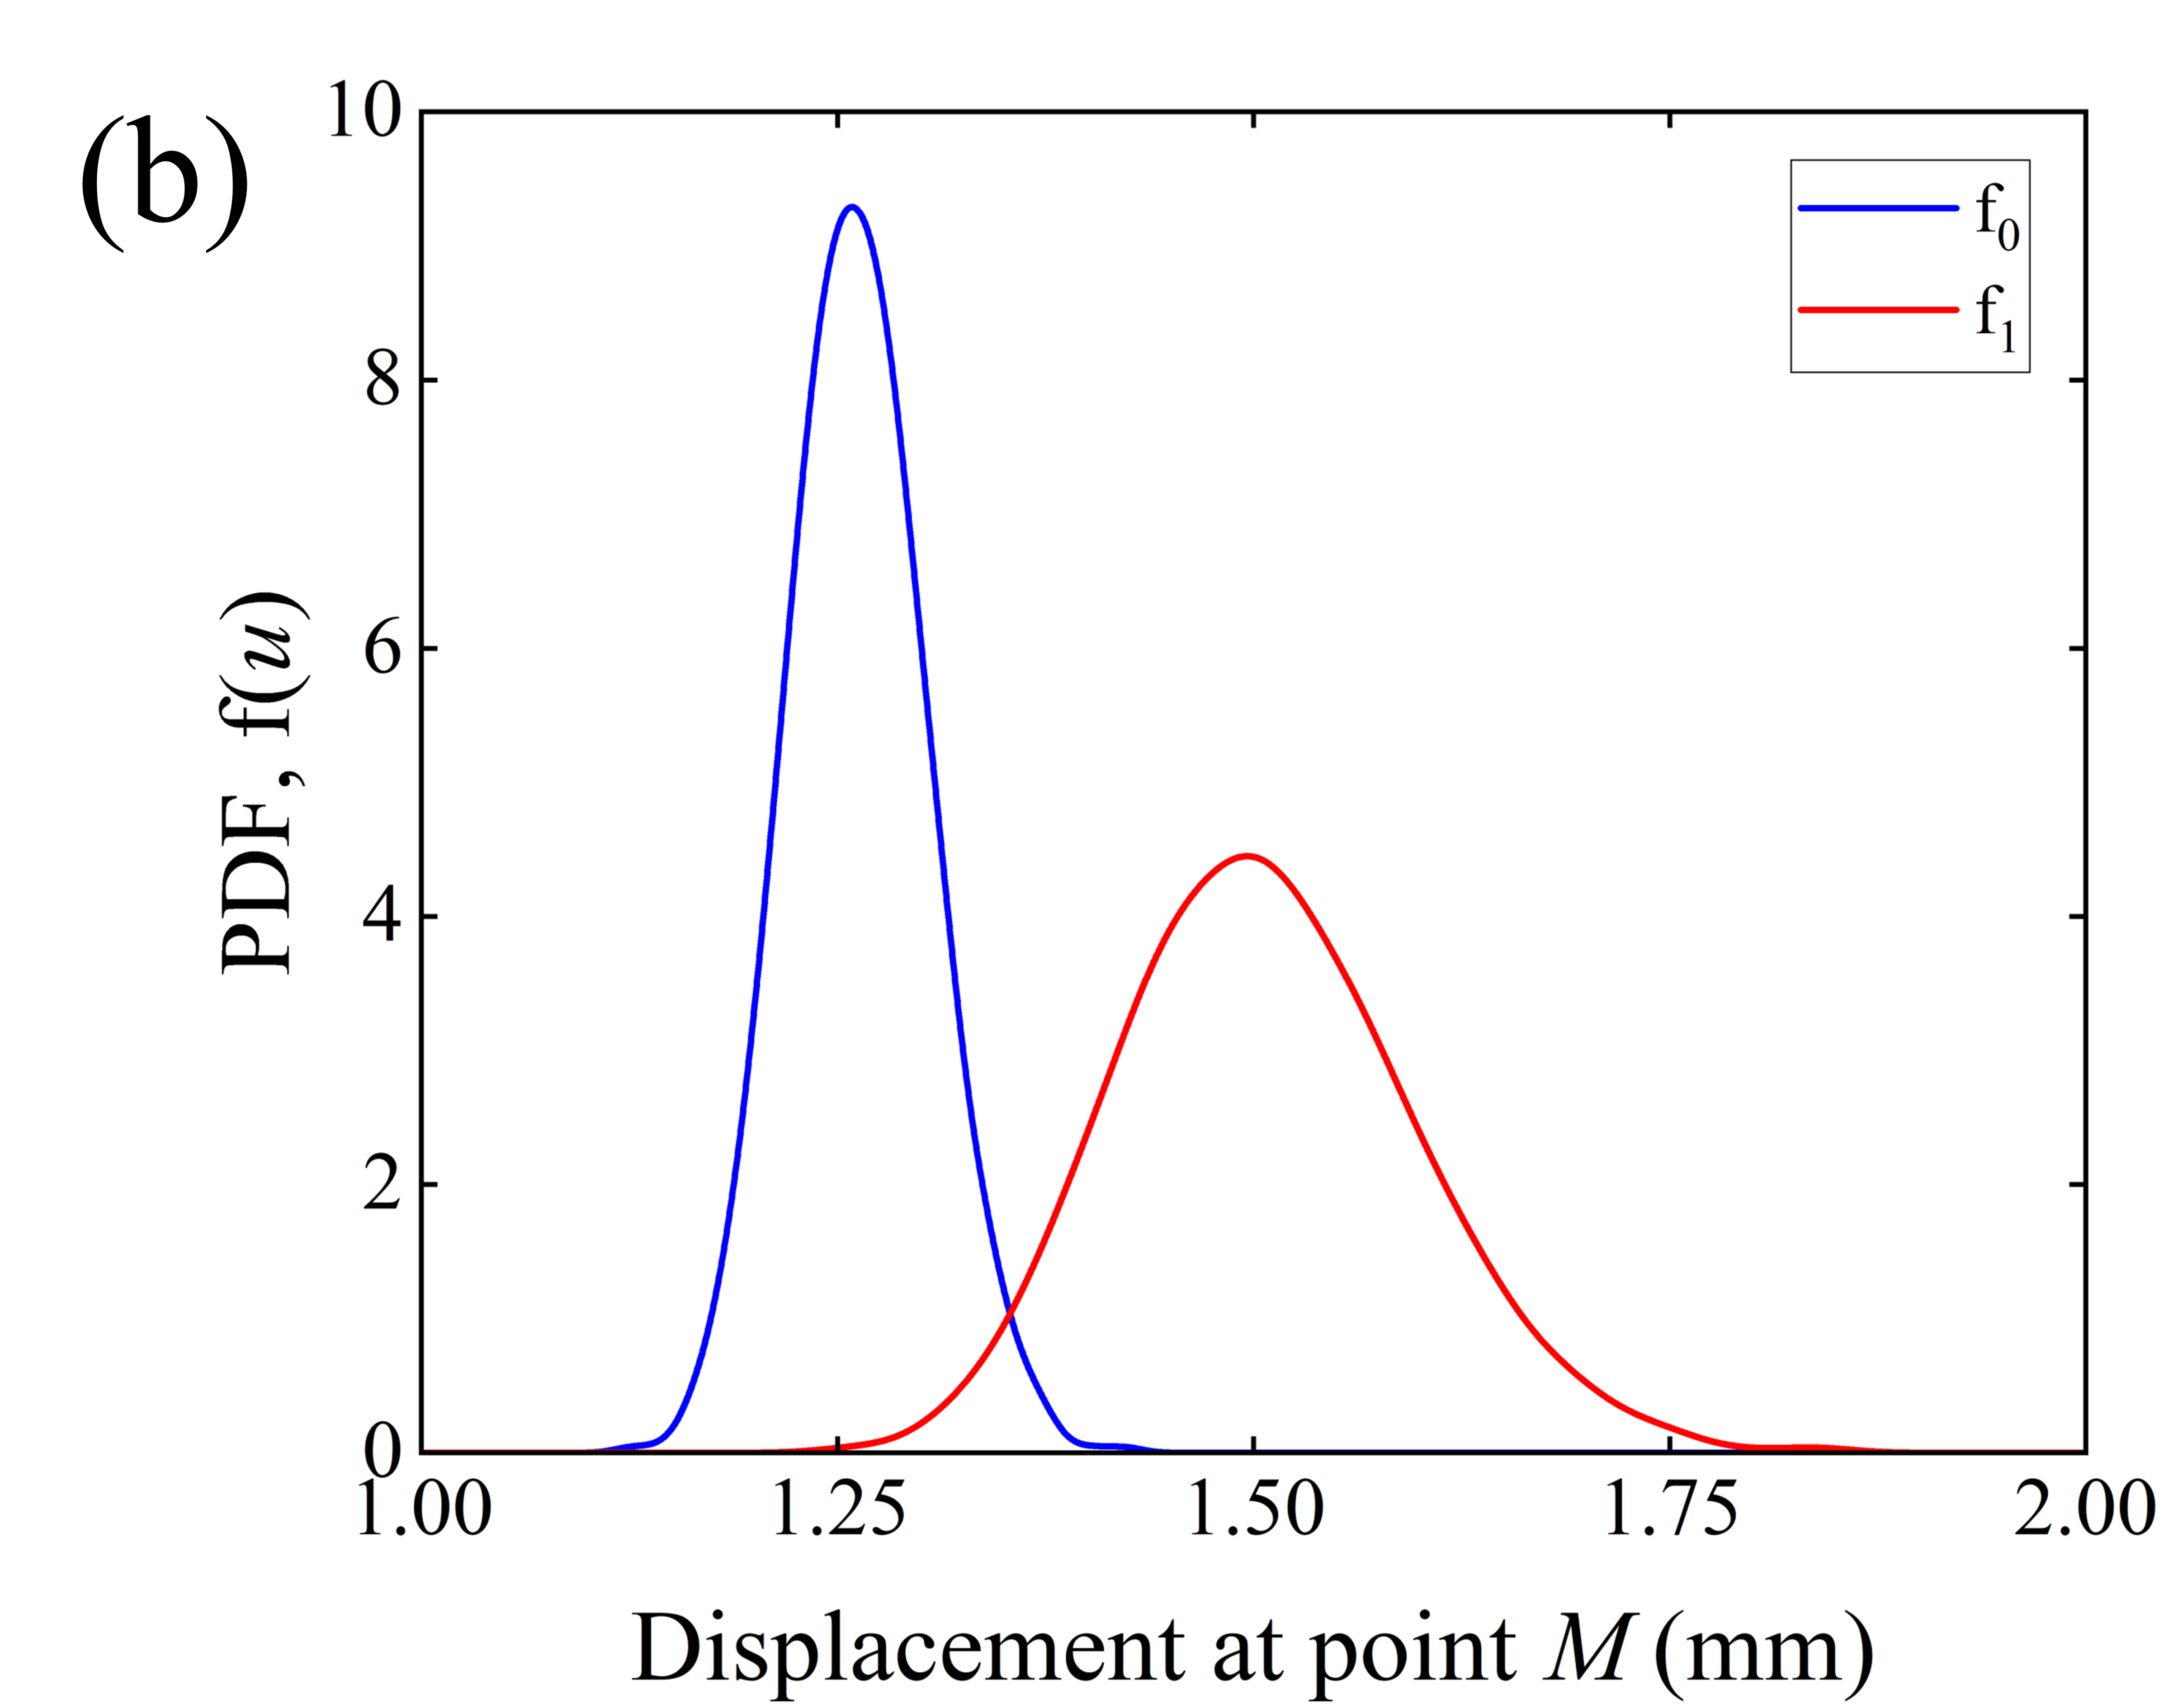 (b)
10
8
6
4
2
0
PDF, f(u)
f0
f1
1.00 1.25 1.50 1.75 2.00
Displacement at point M (mm)